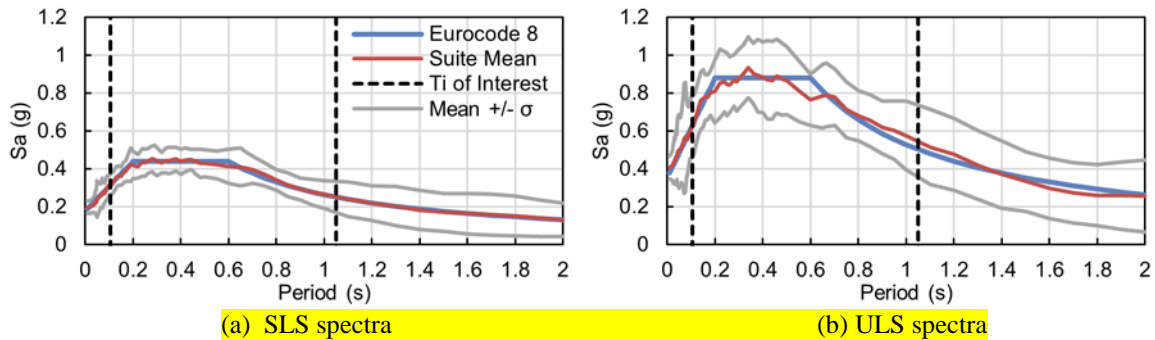 1.2
1
0.8
0.6
0.4
0.2
0
Sa (g)
Eurocode 8
Suite Mean
Ti of Interest
Mean +/- σ
0 0.2 0.4 0.6 0.8 1 1.2 1.4 1.6 1.8 2
Period (s)
(a) SLS spectra
1.2
1
0.8
0.6
0.4
0.2
0
Sa (g)
0 0.2 0.4 0.6 0.8 1 1.2 1.4 1.6 1.8 2
Period (s)
(b) ULS spectra